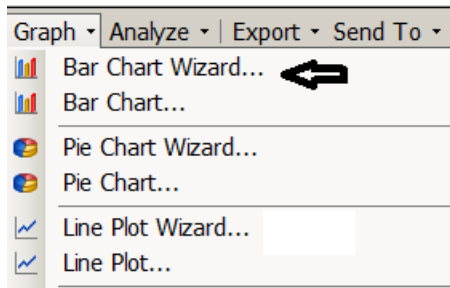 Graph Analyze Export Send To
Bar Chart Wizard...
Bar Chart...
Pie Chart Wizard...
Pie Chart...
Line Plot Wizard...
Line Plot...